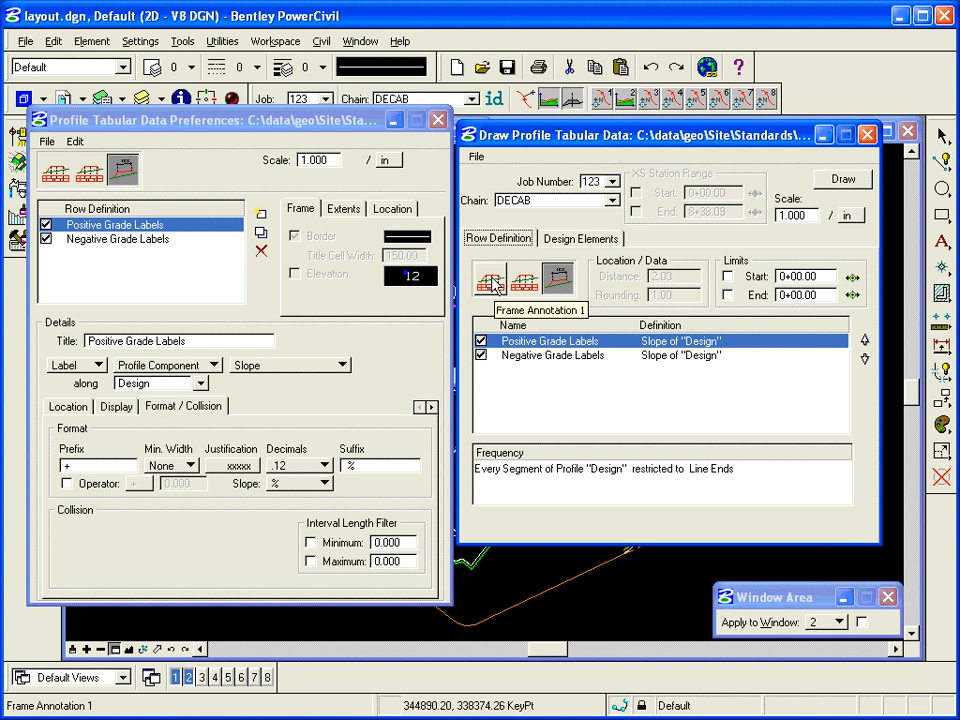 layout.dgn, Default (2D - V8 DGN) - Bentley PowerCivil
File Edit Element Settings Tools Utilities Workspace Civil Window Help
Default 0 0 0
Job: 123 Chain: DECAB id
Profile Tabular Data Preferences: C:\data\geo\Site\Sta...
File Edit
Scale: 1.000 / in
Row Definition
Positive Grade Labels
Negative Grade Labels
Frame Extents Location
Border
Title Cell Width: 150.00
Elevation 12
Details
Title: Positive Grade Labels
Label Profile Component Slope
along Design
Location Display Format / Collision
Format
Prefix Min. Width Justification Decimals Suffix
+ None xxxxx .12 %
Operator: + 0.000 Slope: %
Collision
Interval Length Filter
Minimum: 0.000
Maximum: 0.000
Draw Profile Tabular Data: C:\data\geo\Site\Standards\...
File
Job Number: 123
Chain: DECAB
XS Station Range
Start: 0+00.00
End: 8+38.09
Draw
Scale:
1.000 / in
Row Definition Design Elements
Location / Data
Distance: 2.00
Rounding: 1.00
Limits
Start: 0+00.00
End: 0+00.00
Frame Annotation 1
Name Definition
Positive Grade Labels Slope of "Design"
Negative Grade Labels Slope of "Design"
Frequency
Every Segment of Profile "Design" restricted to Line Ends
Window Area
Apply to Window: 2
Default Views 1 2 3 4 5 6 7 8
Frame Annotation 1 344890.20, 338374.26 KeyPt Default